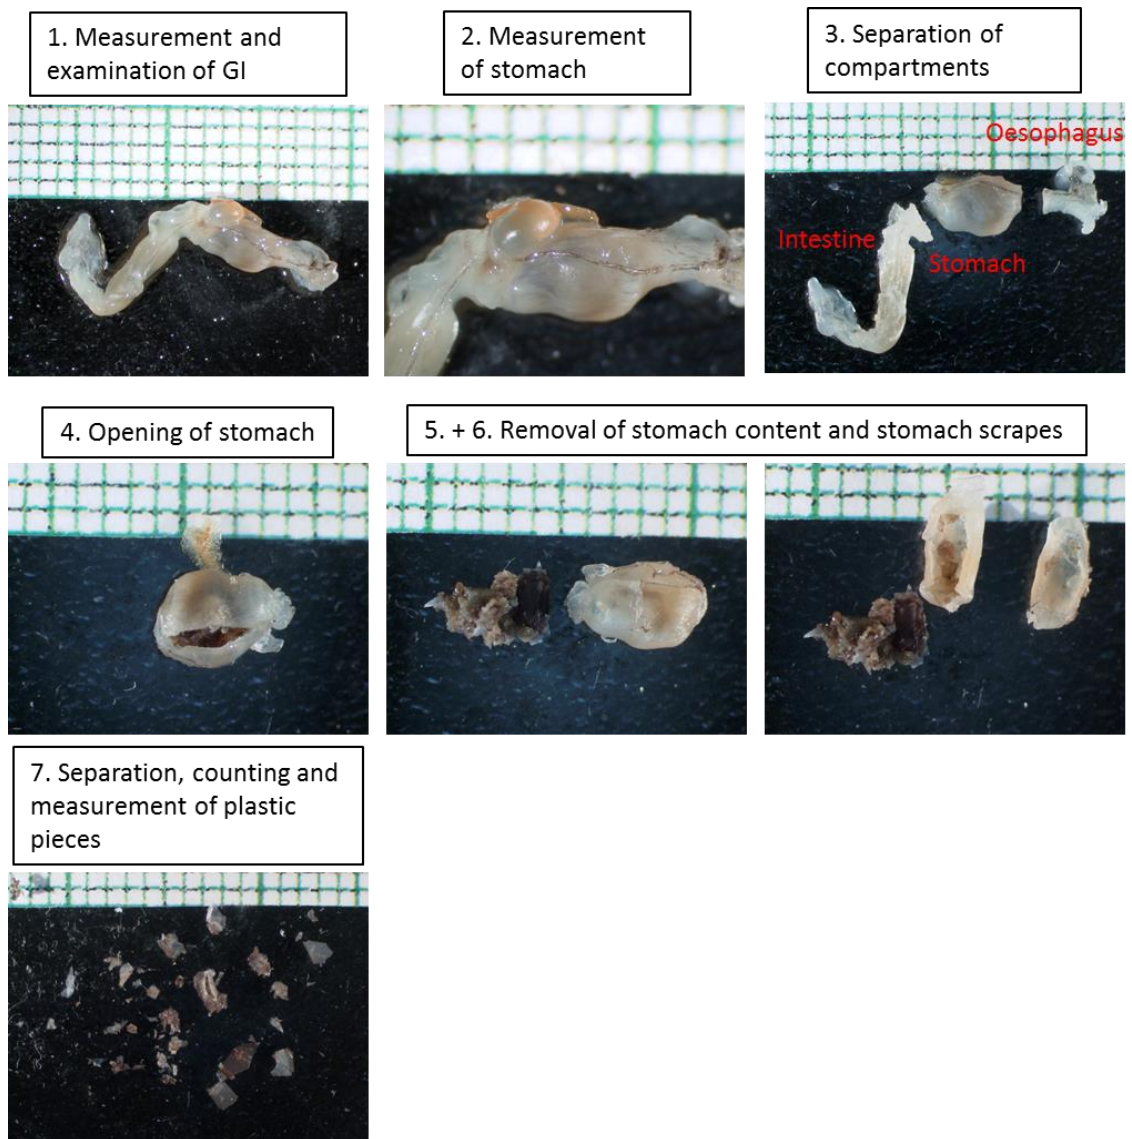 1. Measurement and
examination of GI
2. Measurement
of stomach
3. Separation of
compartments
Oesophagus
Intestine
Stomach
4. Opening of stomach
5. + 6. Removal of stomach content and stomach scrapes
7. Separation, counting and
measurement of plastic
pieces